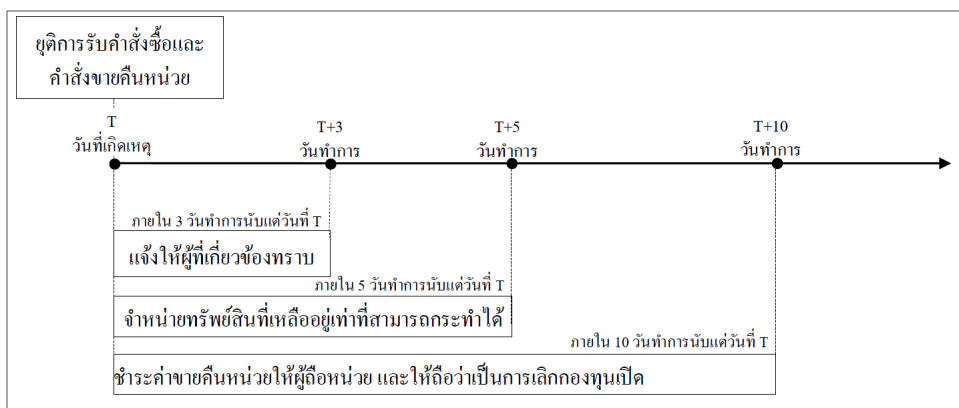 ยุติการรับคำสั่งซื้อและ
คำสั่งขายคืนหน่วย
T
วันที่เกิดเหตุ
T+3
วันทำการ
T+5
วันทำการ
T+10
วันทำการ
ภายใน 3 วันทำการนับแต่วันที่ T
แจ้งให้ผู้ที่เกี่ยวข้องทราบ
ภายใน 5 วันทำการนับแต่วันที่ T
จำหน่ายทรัพย์สินที่เหลืออยู่เท่าที่สามารถกระทำได้
ภายใน 10 วันทำการนับแต่วันที่ T
ชำระค่าขายคืนหน่วยให้ผู้ถือหน่วย และให้ถือว่าเป็นการเลิกกองทุนเปิด